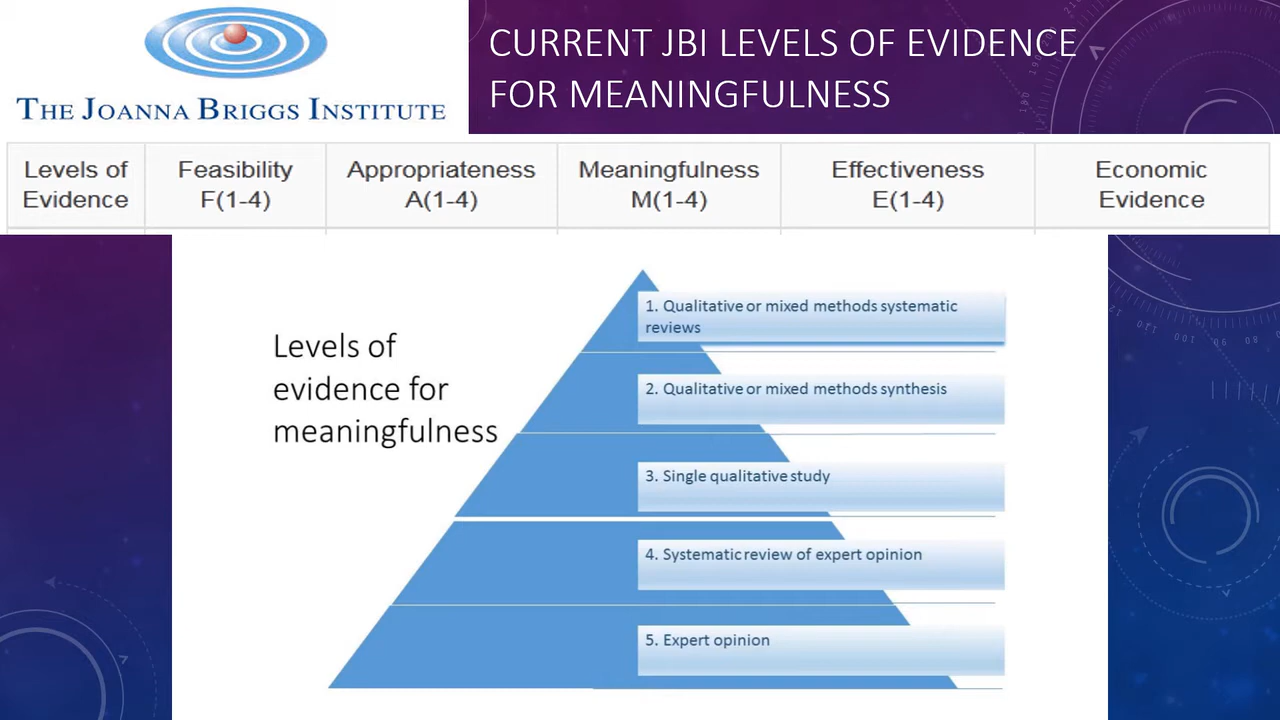 THE JOANNA BRIGGS INSTITUTE
CURRENT JBI LEVELS OF EVIDENCE
FOR MEANINGFULNESS
Levels of
Evidence
Feasibility
F(1-4)
Appropriateness
A(1-4)
Meaningfulness
M(1-4)
Effectiveness
E(1-4)
Economic
Evidence
Levels of
evidence for
meaningfulness
1. Qualitative or mixed methods systematic
reviews
2. Qualitative or mixed methods synthesis
3. Single qualitative study
4. Systematic review of expert opinion
5. Expert opinion